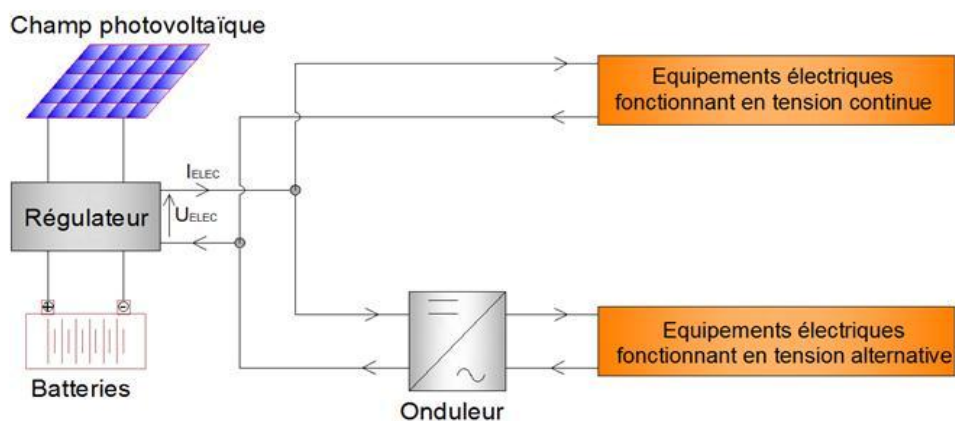 Champ photovoltaïque
Equipements électriques
fonctionnant en tension continue
IELEC
Régulateur
UELEC
Equipements électriques
fonctionnant en tension alternative
Batteries
Onduleur